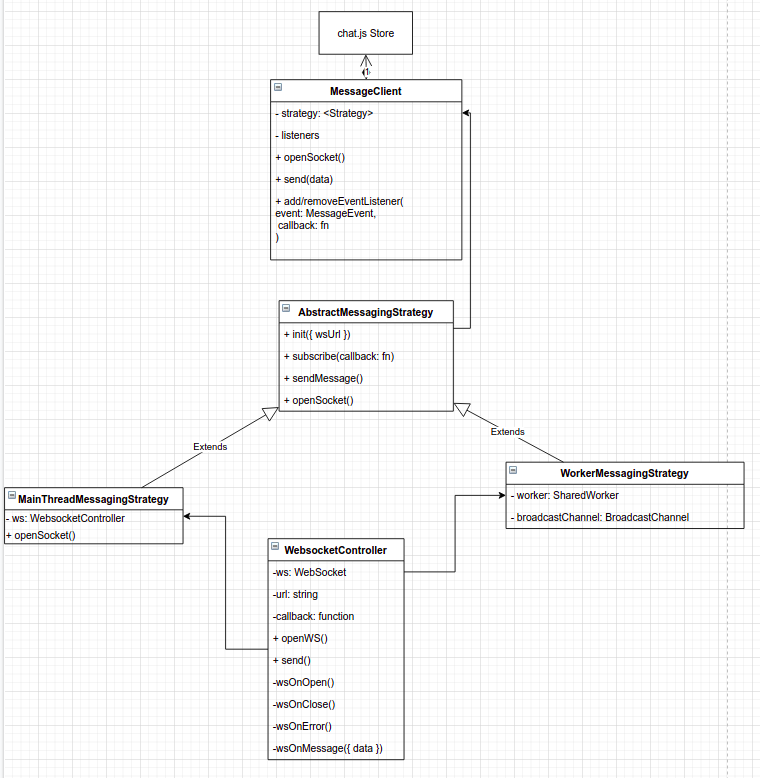 chat.js Store
1
MessageClient
- strategy: <Strategy>
- listeners
+ openSocket()
+ send(data)
+ add/removeEventListener(
event: MessageEvent,
callback: fn
)
AbstractMessagingStrategy
+ init({ wsUrl })
+ subscribe(callback: fn)
+ sendMessage()
+ openSocket()
Extends
Extends
MainThreadMessagingStrategy
- ws: WebsocketController
+ openSocket()
WorkerMessagingStrategy
- worker: SharedWorker
- broadcastChannel: BroadcastChannel
WebsocketController
-ws: WebSocket
-url: string
-callback: function
+ openWS()
+ send()
-wsOnOpen()
-wsOnClose()
-wsOnError()
-wsOnMessage({ data })